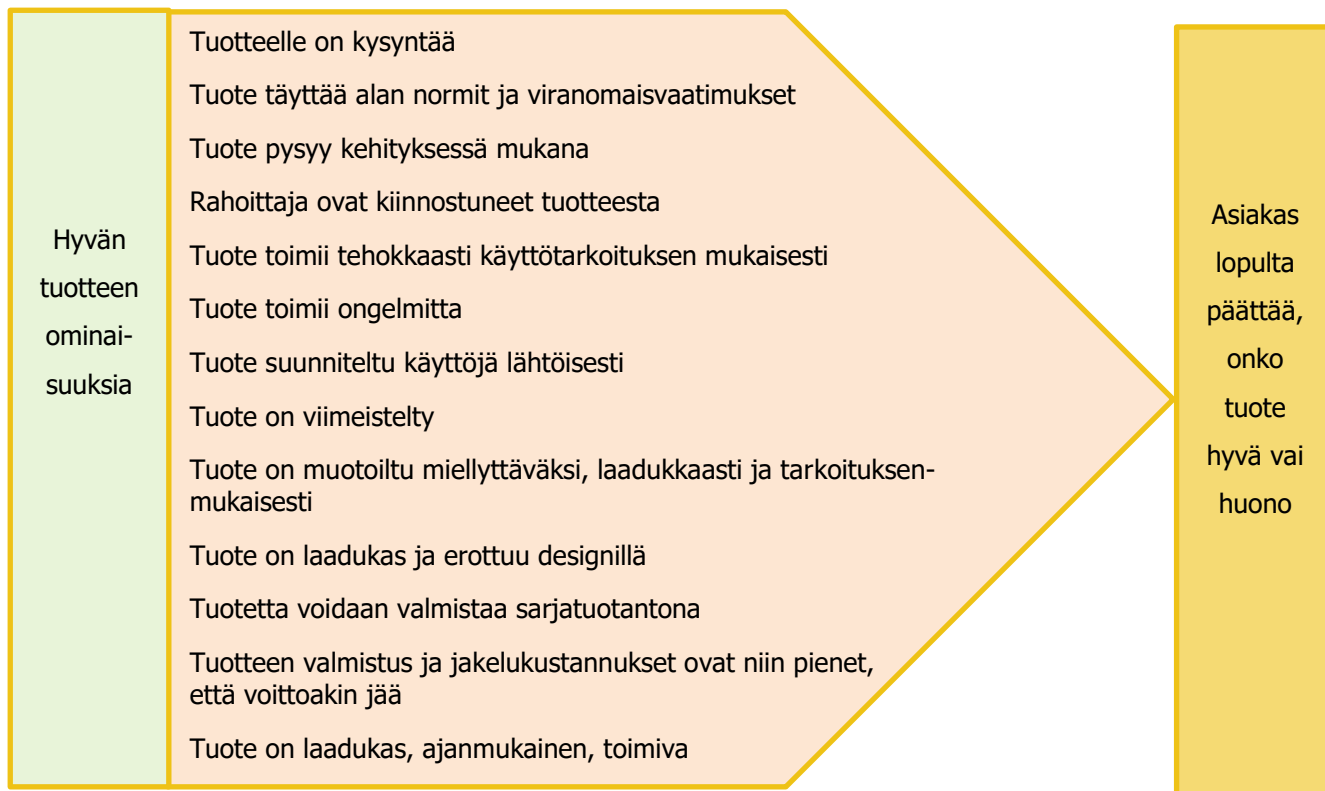 Hyvän
tuotteen
ominai-
suuksia
Tuotteelle on kysyntää
Tuote täyttää alan normit ja viranomaisvaatimukset
Tuote pysyy kehityksessä mukana
Rahoittaja ovat kiinnostuneet tuotteesta
Tuote toimii tehokkaasti käyttötarkoituksen mukaisesti
Tuote toimii ongelmitta
Tuote suunniteltu käyttöjä lähtöisesti
Tuote on viimeistelty
Tuote on muotoiltu miellyttäväksi, laadukkaasti ja tarkoituksen-
mukaisesti
Tuote on laadukas ja erottuu designillä
Tuotetta voidaan valmistaa sarjatuotantona
Tuotteen valmistus ja jakelukustannukset ovat niin pienet,
että voittoakin jää
Tuote on laadukas, ajanmukainen, toimiva
Asiakas
lopulta
päättää,
onko
tuote
hyvä vai
huono